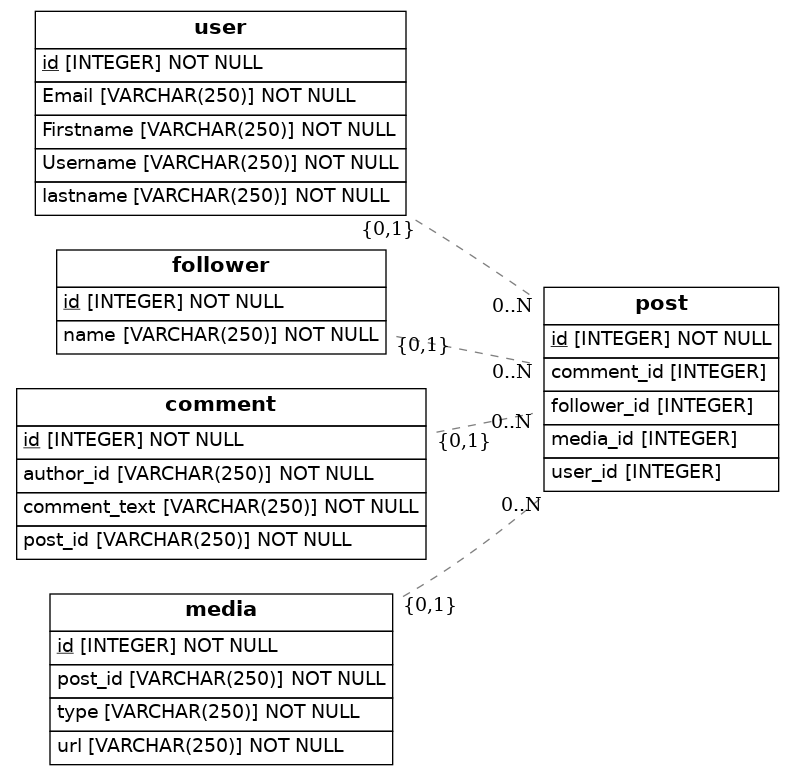 user
id [INTEGER] NOT NULL
Email [VARCHAR(250)] NOT NULL
Firstname [VARCHAR(250)] NOT NULL
Username [VARCHAR(250)] NOT NULL
lastname [VARCHAR(250)] NOT NULL
{0,1}
0..N
follower
id [INTEGER] NOT NULL
name [VARCHAR(250)] NOT NULL
{0,1}
0..N
comment
id [INTEGER] NOT NULL
author_id [VARCHAR(250)] NOT NULL
comment_text [VARCHAR(250)] NOT NULL
post_id [VARCHAR(250)] NOT NULL
{0,1}
0..N
media
id [INTEGER] NOT NULL
post_id [VARCHAR(250)] NOT NULL
type [VARCHAR(250)] NOT NULL
url [VARCHAR(250)] NOT NULL
{0,1}
0..N
post
id [INTEGER] NOT NULL
comment_id [INTEGER]
follower_id [INTEGER]
media_id [INTEGER]
user_id [INTEGER]